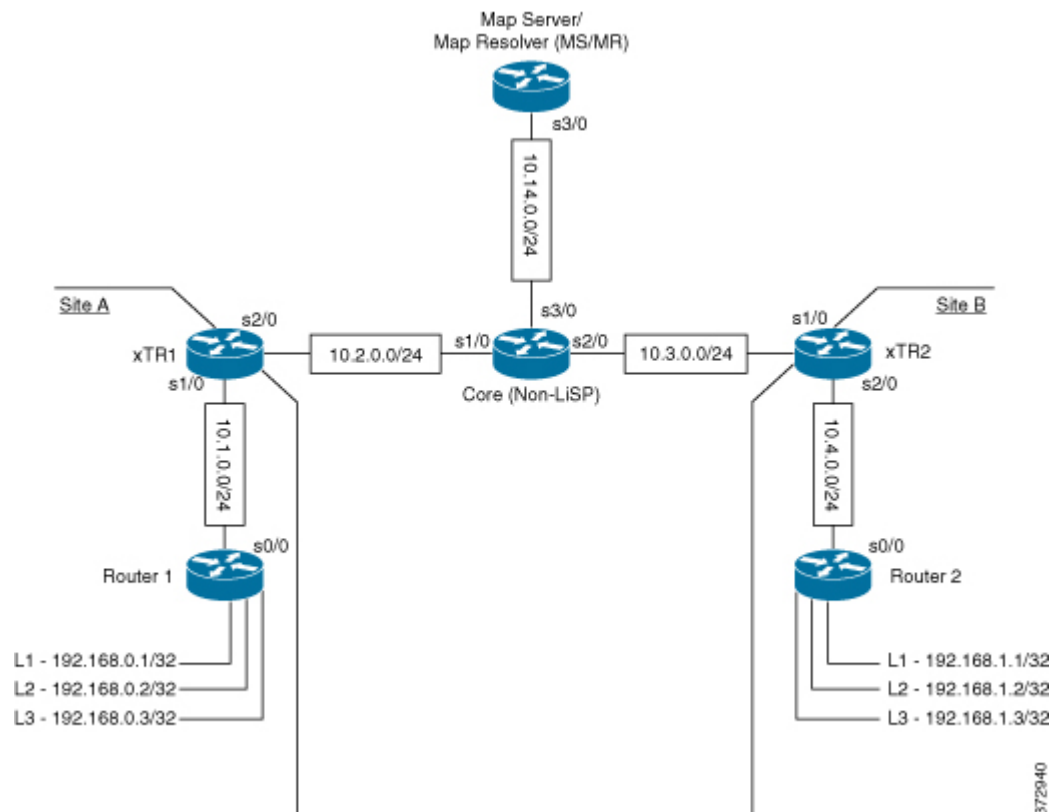 Map Server/
Map Resolver (MS/MR)
s3/0
10.14.0.0/24
Site A
s2/0
s3/0
s1/0
Site B
xTR1
10.2.0.0/24
s1/0
s2/0
10.3.0.0/24
xTR2
s1/0
Core (Non-LiSP)
s2/0
10.1.0.0/24
10.4.0.0/24
s0/0
s0/0
Router 1
Router 2
L1 - 192.168.0.1/32
L2 - 192.168.0.2/32
L3 - 192.168.0.3/32
L1 - 192.168.1.1/32
L2 - 192.168.1.2/32
L3 - 192.168.1.3/32
372940